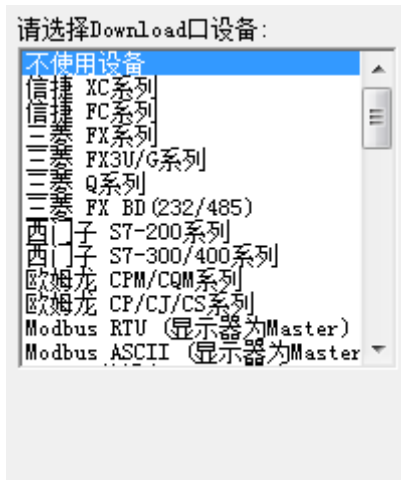 请选择Download口设备:
不使用设备
信捷 XC系列
信捷 FC系列
三菱 FX系列
三菱 FX3U/G系列
三菱 Q系列
三菱 FX BD(232/485)
西门子 S7-200系列
西门子 S7-300/400系列
欧姆龙 CPM/CQM系列
欧姆龙 CP/CJ/CS系列
Modbus RTU (显示器为Master)
Modbus ASCII (显示器为Master